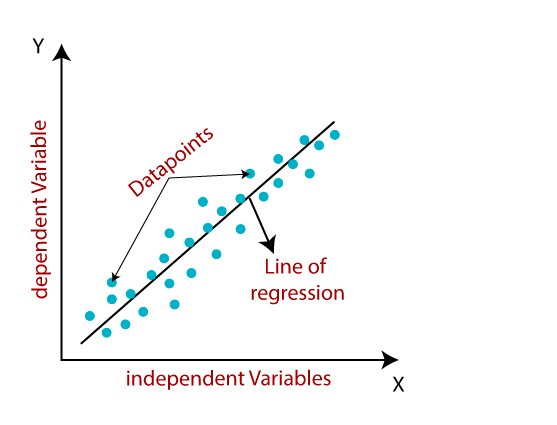 Y
dependent Variable
Datapoints
Line of
regression
independent Variables
X